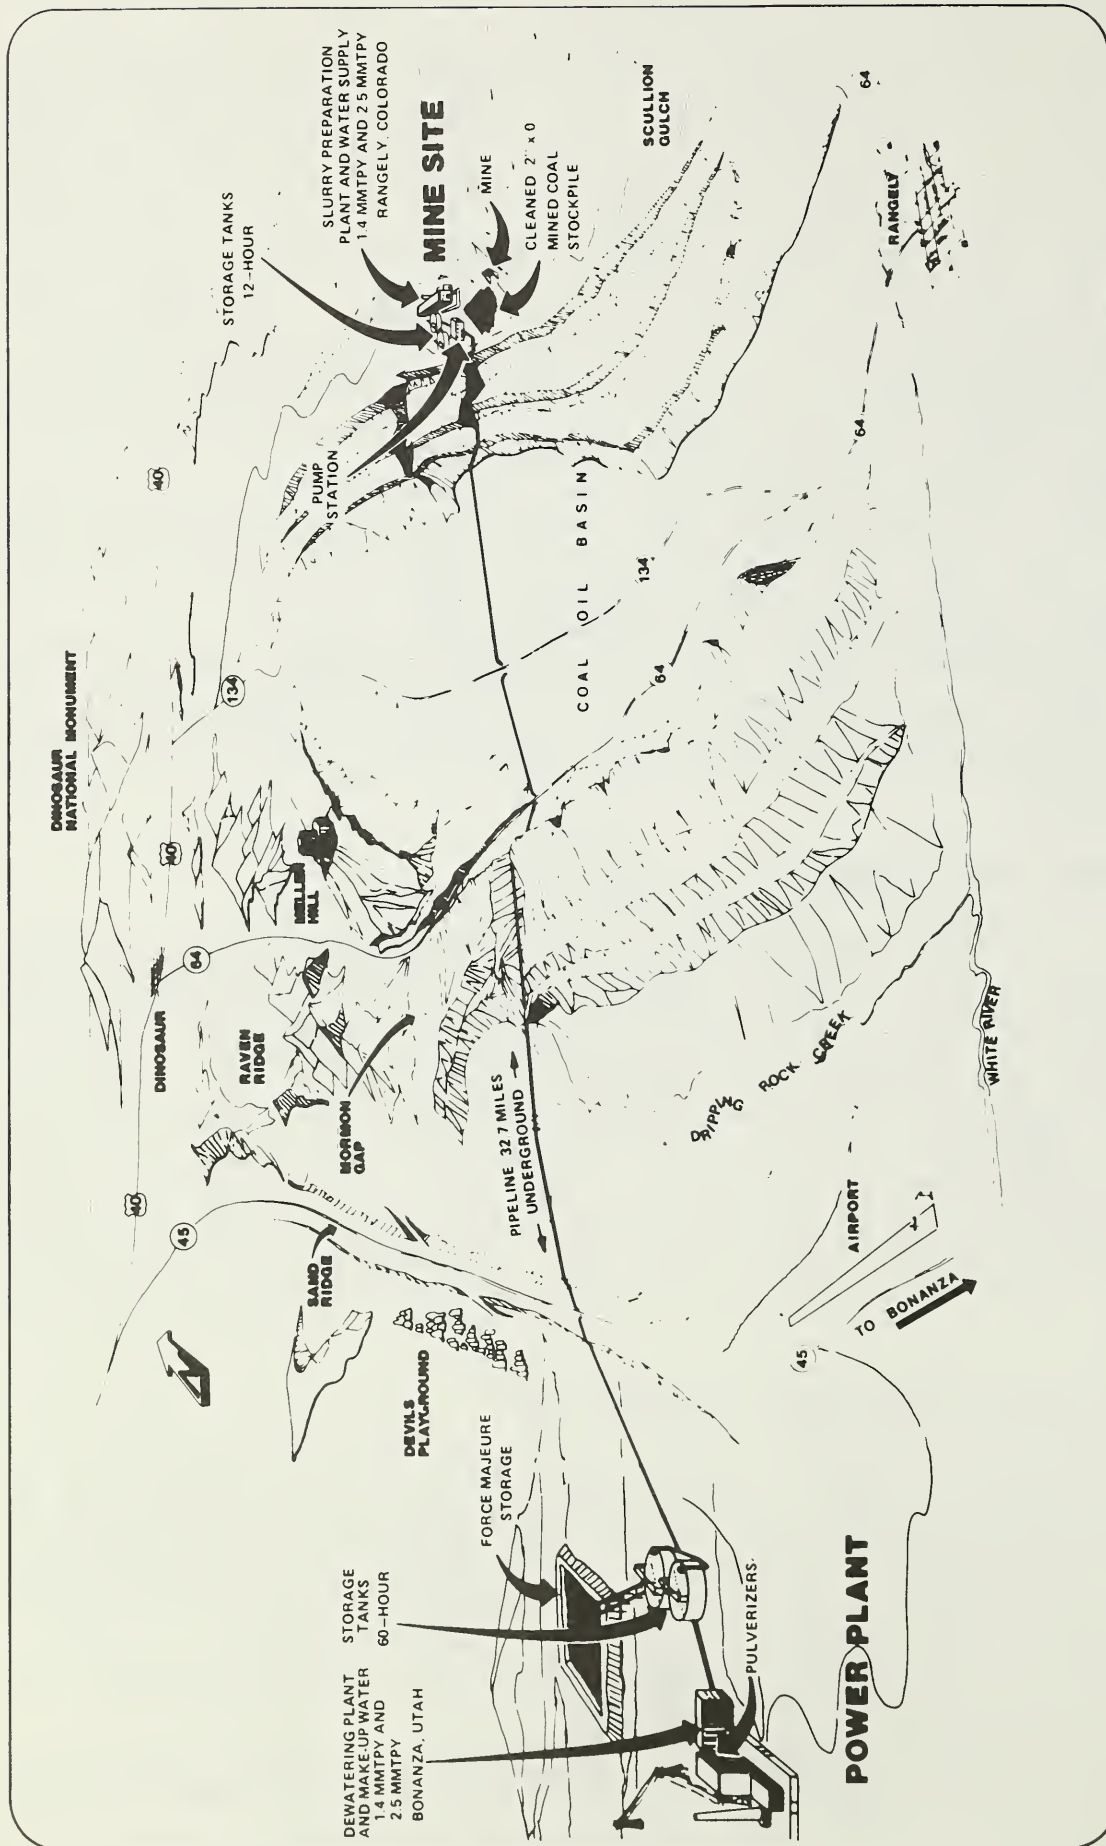 DEWATERING PLANT
AND MAKE-UP WATER
1.4 MMTPY AND
2.5 MMTPY
BONANZA, UTAH
STORAGE
TANKS
60-HOUR
FORCE MAJEURE
STORAGE
PULVERIZERS
POWER PLANT
DEVILS
PLAYGROUND
SAND
RIDGE
45
40
DINOSAUR
RAVEN
RIDGE
MORMON
GAP
PIPELINE 32 7 MILES
UNDERGROUND
45
TO BONANZA
AIRPORT
DRIPPING ROCK CREEK
WHITE RIVER
64
40
MELLEN
HILL
DINOSAUR
NATIONAL MONUMENT
134
40
64
134
COAL OIL BASIN
64
PUMP
STATION
STORAGE TANKS
12-HOUR
SLURRY PREPARATION
PLANT AND WATER SUPPLY
1.4 MMTPY AND 2 5 MMTPY
RANGELY, COLORADO
MINE SITE
MINE
CLEANED 2" x 0
MINED COAL
STOCKPILE
SCULLION
GULCH
64
RANGELY